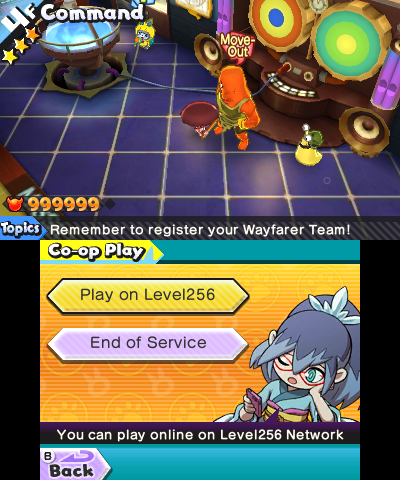 4F Command
Move-Out
999999
Topics Remember to register your Wayfarer Team!
Co-op Play
Play on Level256
End of Service
You can play online on Level256 Network
B
Back